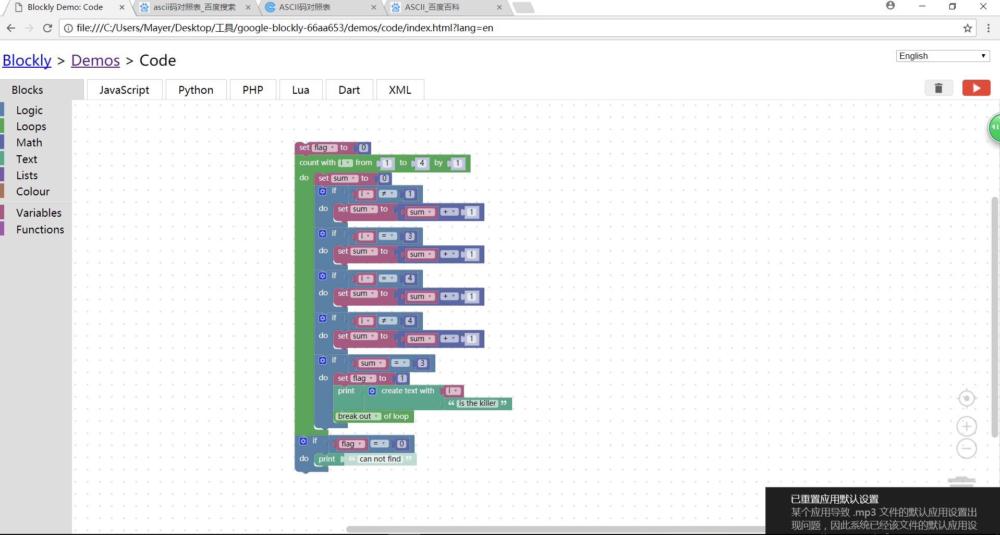 Blockly Demo: Code
ascii码对照表_百度搜索
ASCII码对照表
ASCII_百度百科
file:///C:/Users/Mayer/Desktop/工具/google-blockly-66aa653/demos/code/index.html?lang=en
Blockly > Demos > Code
English
Blocks
JavaScript
Python
PHP
Lua
Dart
XML
Logic
Loops
Math
Text
Lists
Colour
Variables
Functions
41
set flag to 0
count with i from 1 to 4 by 1
do set sum to 0
if i ≠ 1
do set sum to sum + 1
if i = 3
do set sum to sum + 1
if i = 4
do set sum to sum + 1
if i ≠ 4
do set sum to sum + 1
if sum = 3
do set flag to 1
print create text with i
“ is the killer ”
break out of loop
if flag = 0
do print “ can not find ”
已重置应用默认设置
某个应用导致 .mp3 文件的默认应用设置出
现问题，因此系统已经该文件的默认应用设